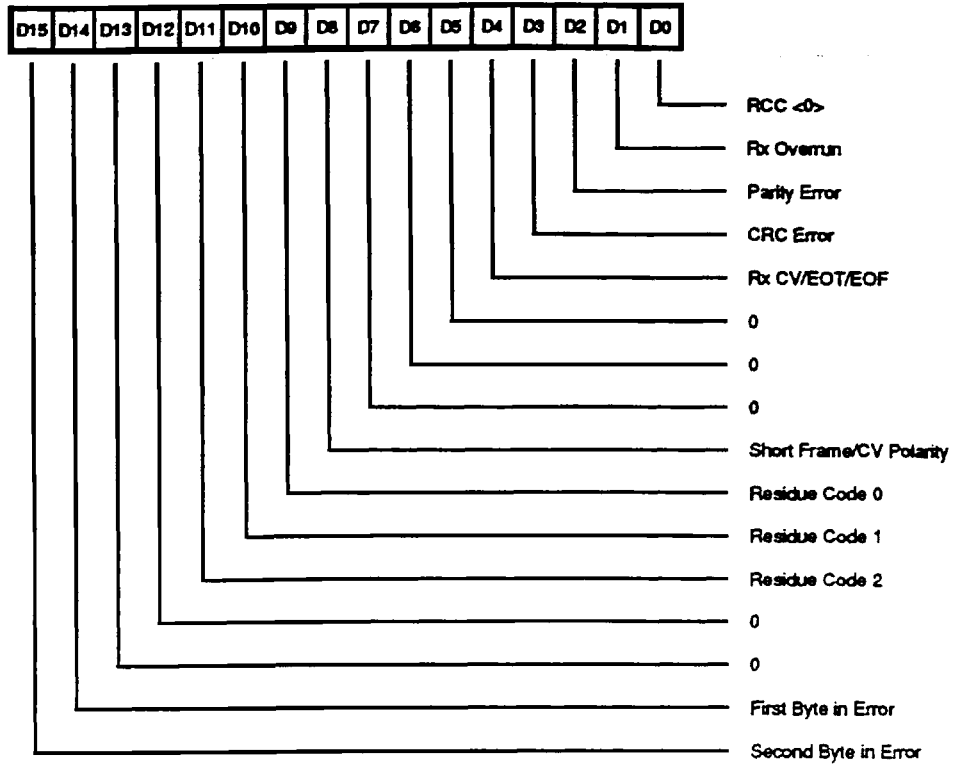 D15 D14 D13 D12 D11 D10 D9 D8 D7 D6 D5 D4 D3 D2 D1 D0
RCC <0>
Rx Overrun
Parity Error
CRC Error
Rx CV/EOT/EOF
0
0
0
Short Frame/CV Polarity
Residue Code 0
Residue Code 1
Residue Code 2
0
0
First Byte in Error
Second Byte in Error